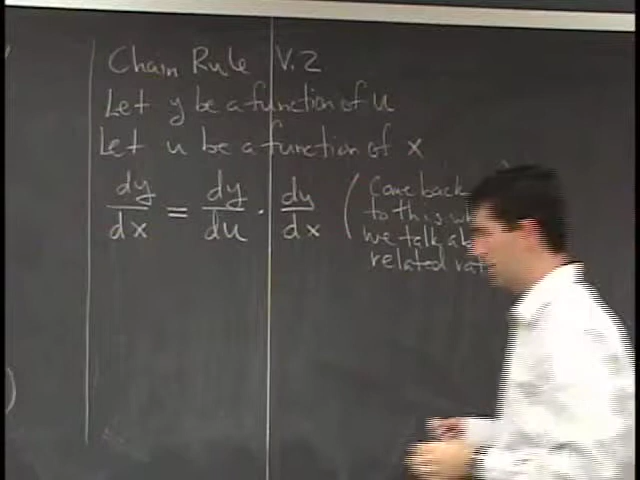 Chain Rule V.2
Let y be a function of u
Let u be a function of x
dy/dx = dy/du · du/dx (Come back
to this
we talk
related